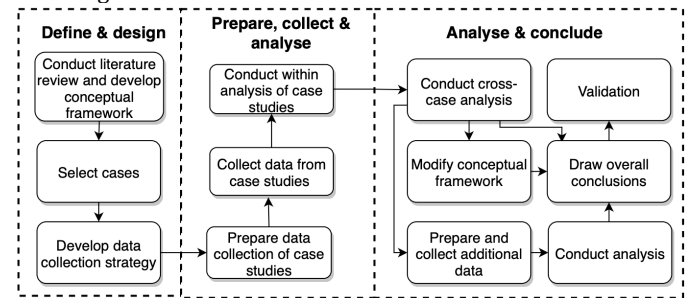 Define & design
Conduct literature
review and develop
conceptual
framework
Select cases
Develop data
collection strategy
Prepare, collect &
analyse
Conduct within
analysis of case
studies
Collect data from
case studies
Prepare data
collection of case
studies
Analyse & conclude
Conduct cross-
case analysis
Validation
Modify conceptual
framework
Draw overall
conclusions
Prepare and
collect additional
data
Conduct analysis